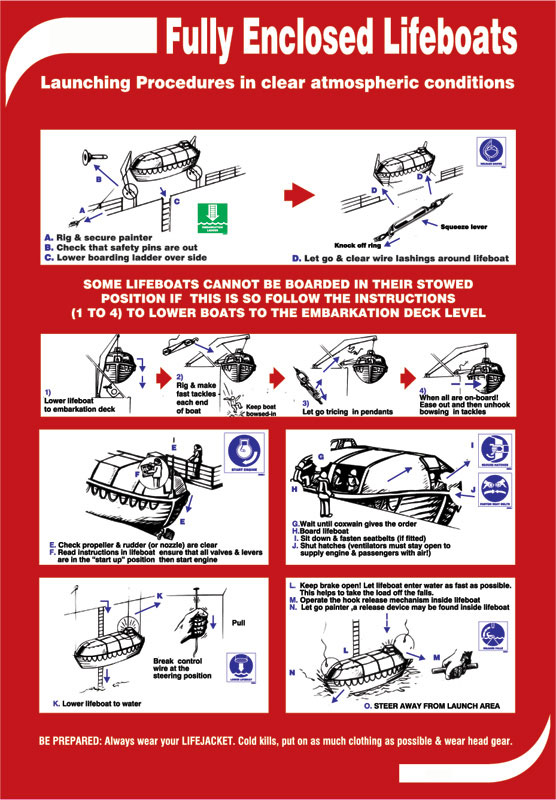 Fully Enclosed Lifeboats
Launching Procedures in clear atmospheric conditions
B
A
C
A. Rig & secure painter
B. Check that safety pins are out
C. Lower boarding ladder over side
D
D
Squeeze lever
Knock off ring
D. Let go & clear wire lashings around lifeboat
SOME LIFEBOATS CANNOT BE BOARDED IN THEIR STOWED
POSITION IF THIS IS SO FOLLOW THE INSTRUCTIONS
(1 TO 4) TO LOWER BOATS TO THE EMBARKATION DECK LEVEL
1)
Lower lifeboat
to embarkation deck
2)
Rig & make
fast tackles -
each end
of boat
Keep boat
bowsed-in
3)
Let go tricing in pendants
4)
When all are on-board!
Ease out and then unhook
bowsing in tackles
E
F
E
START ENGINE
E. Check propeller & rudder (or nozzle) are clear
F. Read instructions in lifeboat ensure that all valves & levers
are in the "start up" position then start engine
G
H
I
J
SECURE HATCHES
FASTEN SEAT BELTS
G.Wait until coxwain gives the order
H.Board lifeboat
I. Sit down & fasten seatbelts (if fitted)
J. Shut hatches (ventilators must stay open to
supply engine & passengers with air!)
K
Pull
Break control
wire at the
steering position
LOWER LIFEBOAT
K. Lower lifeboat to water
L. Keep brake open! Let lifeboat enter water as fast as possible.
This helps to take the load off the falls.
M. Operate the hook release mechanism inside lifeboat
N. Let go painter ,a release device may be found inside lifeboat
L
M
N
RELEASE FALLS
O. STEER AWAY FROM LAUNCH AREA
BE PREPARED: Always wear your LIFEJACKET. Cold kills, put on as much clothing as possible & wear head gear.